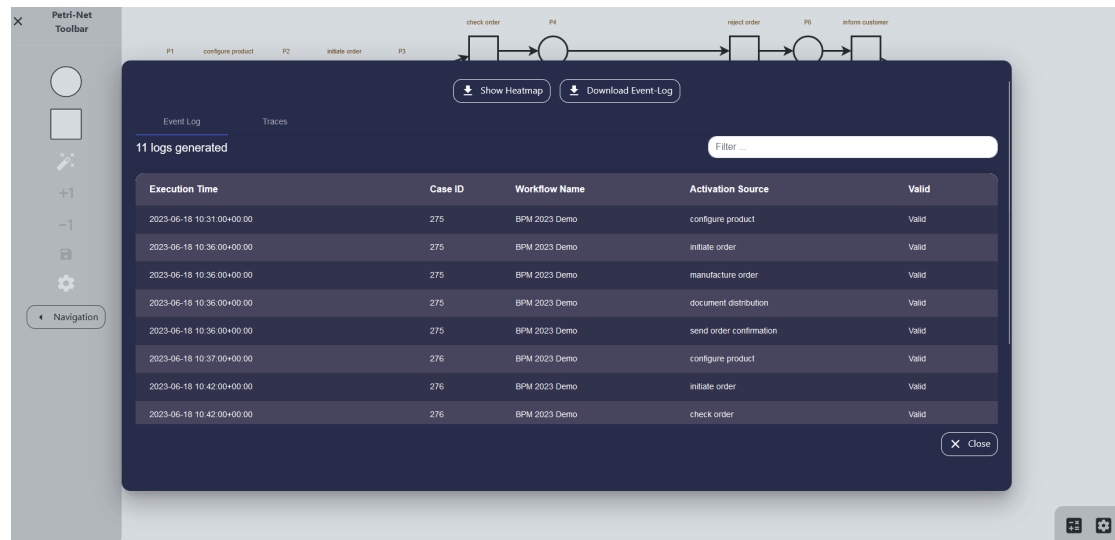 Petri-Net
Toolbar
check order P4 reject order P6 inform customer
P1 configure product P2 initiate order P3
Show Heatmap Download Event-Log
Event Log Traces
11 logs generated Filter ...
Execution Time Case ID Workflow Name Activation Source Valid
2023-06-18 10:31:00+00:00 275 BPM 2023 Demo configure product Valid
2023-06-18 10:36:00+00:00 275 BPM 2023 Demo initiate order Valid
2023-06-18 10:36:00+00:00 275 BPM 2023 Demo manufacture order Valid
2023-06-18 10:36:00+00:00 275 BPM 2023 Demo document distribution Valid
2023-06-18 10:36:00+00:00 275 BPM 2023 Demo send order confirmation Valid
2023-06-18 10:37:00+00:00 276 BPM 2023 Demo configure product Valid
2023-06-18 10:42:00+00:00 276 BPM 2023 Demo initiate order Valid
2023-06-18 10:42:00+00:00 276 BPM 2023 Demo check order Valid
+1
−1
Navigation
Close